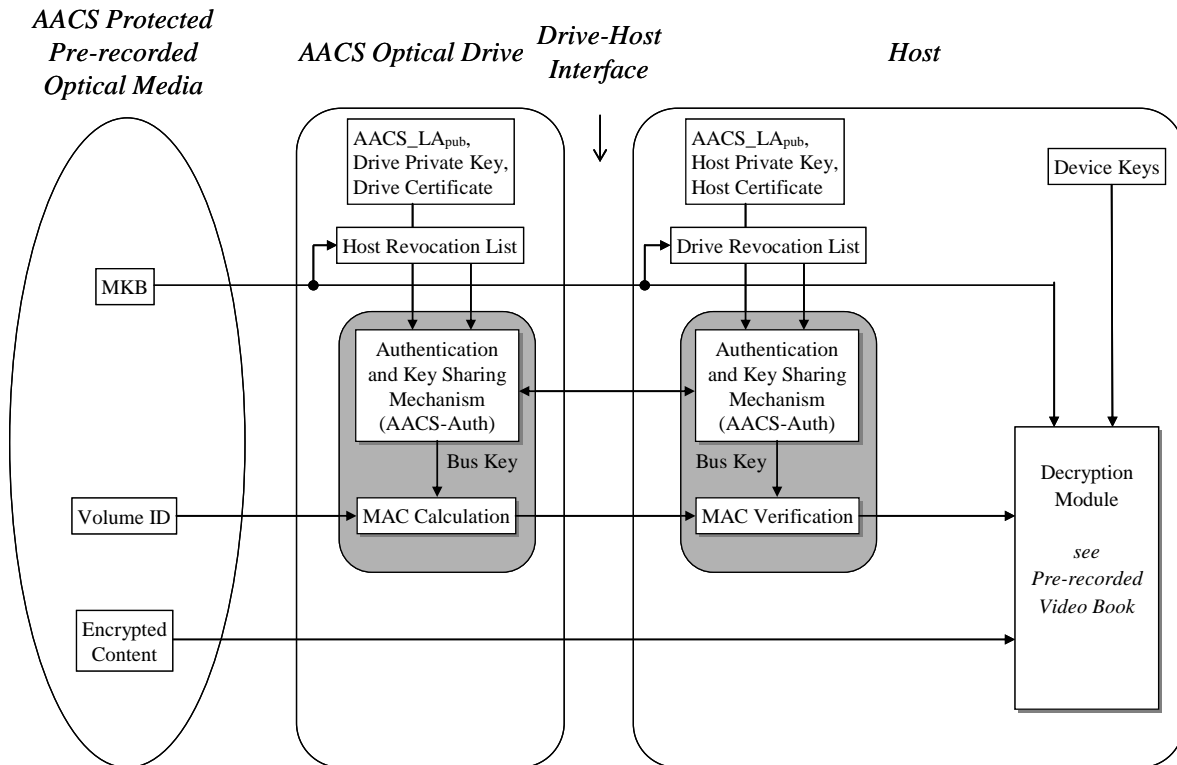 AACS Protected
Pre-recorded
Optical Media
AACS Optical Drive
Drive-Host
Interface
Host
AACS_LApub,
Drive Private Key,
Drive Certificate
AACS_LApub,
Host Private Key,
Host Certificate
Device Keys
Host Revocation List
Drive Revocation List
MKB
Authentication
and Key Sharing
Mechanism
(AACS-Auth)
Authentication
and Key Sharing
Mechanism
(AACS-Auth)
Bus Key
Bus Key
Volume ID
MAC Calculation
MAC Verification
Decryption
Module
see
Pre-recorded
Video Book
Encrypted
Content